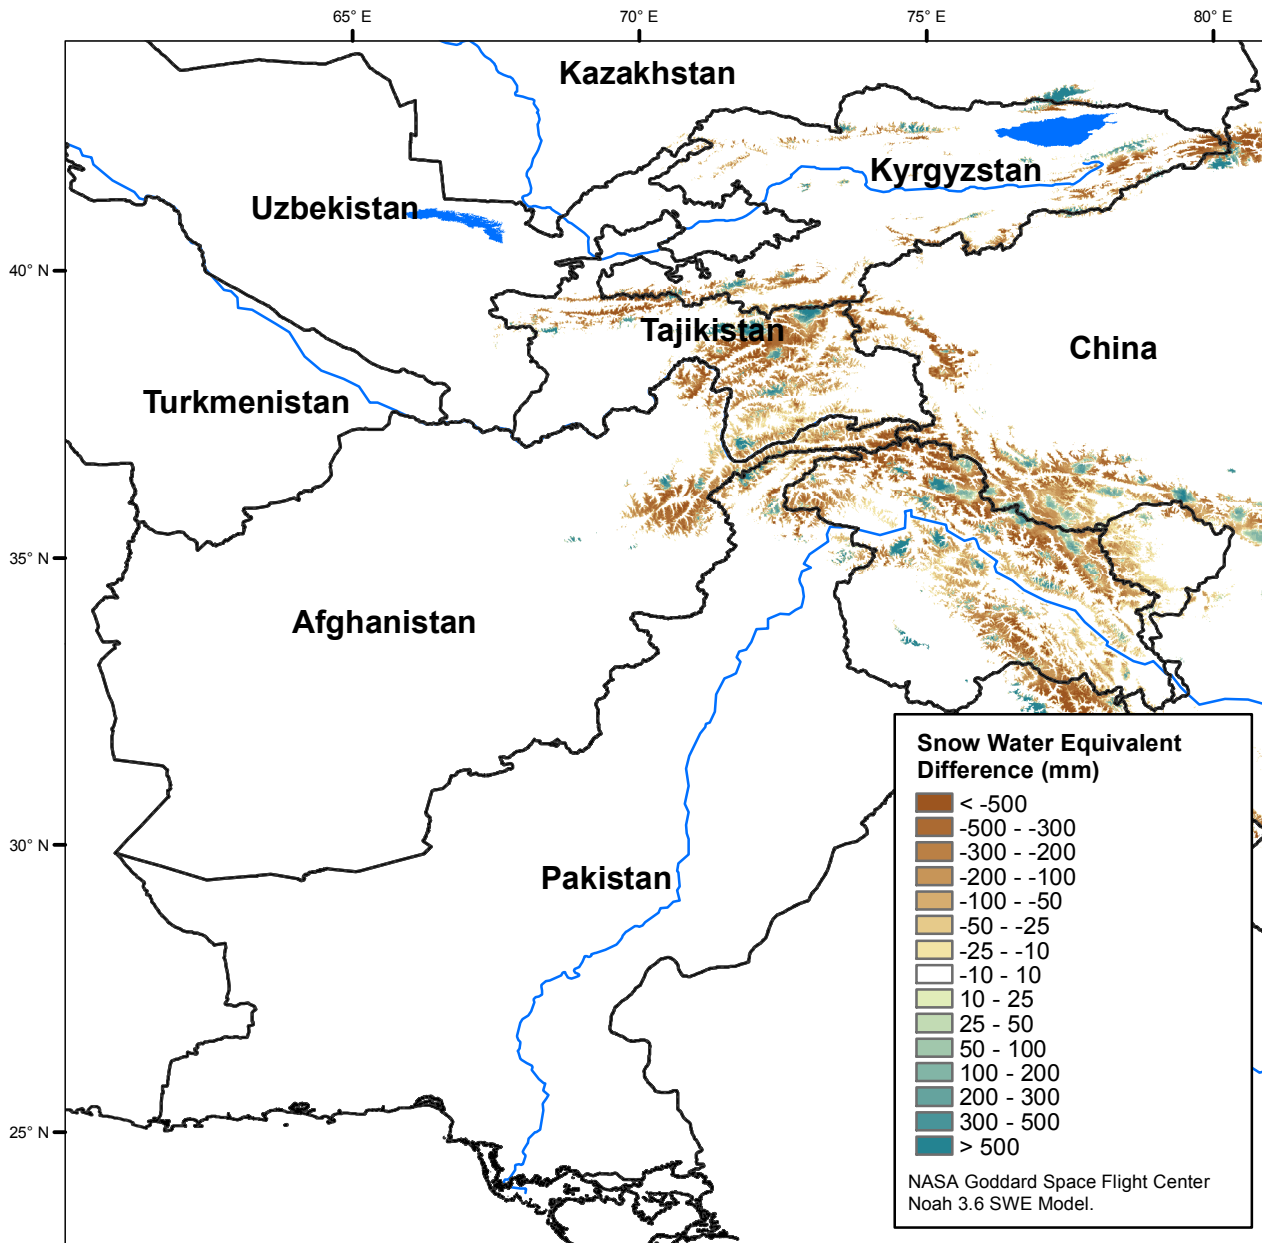 65° E
70° E
75° E
80° E
Kazakhstan
Kyrgyzstan
Uzbekistan
40° N
Tajikistan
China
Turkmenistan
35° N
Afghanistan
30° N
Pakistan
25° N
Snow Water Equivalent
Difference (mm)
< -500
-500 - -300
-300 - -200
-200 - -100
-100 - -50
-50 - -25
-25 - -10
-10 - 10
10 - 25
25 - 50
50 - 100
100 - 200
200 - 300
300 - 500
> 500
NASA Goddard Space Flight Center
Noah 3.6 SWE Model.